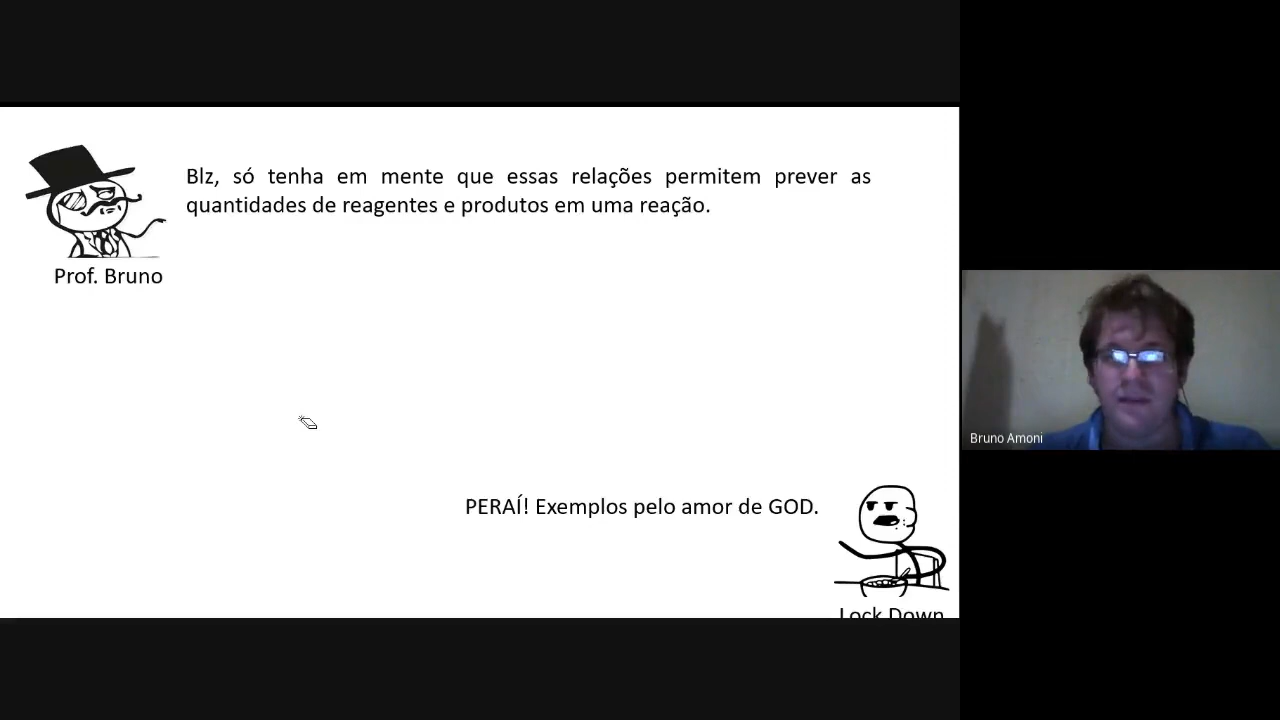 Blz, só tenha em mente que essas relações permitem prever as
quantidades de reagentes e produtos em uma reação.
Prof. Bruno
Bruno Amoni
PERAÍ! Exemplos pelo amor de GOD.
Lock Down